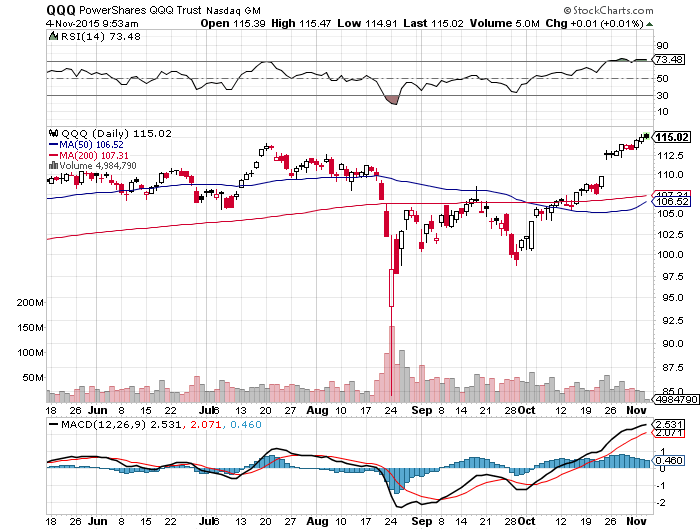 QQQ PowerShares QQQ Trust Nasdaq GM © StockCharts.com
4-Nov-2015 9:53am Open 115.39 High 115.47 Low 114.91 Last 115.02 Volume 5.0M Chg +0.01 (+0.01%)
RSI(14) 73.48
90
73.48
50
30
10
QQQ (Daily) 115.02
MA(50) 106.52
MA(200) 107.31
Volume 4,984,790
115.02
112.5
110.0
107.31
106.52
105.0
102.5
100.0
97.5
95.0
92.5
90.0
87.5
85.0
200M
150M
100M
50M
4984790
18 26 Jun 8 15 22 Jul 6 13 20 27 Aug 10 17 24 Sep 8 14 21 28 Oct 12 19 26 Nov
MACD(12,26,9) 2.531, 2.071, 0.460
2.531
2.071
1
0.460
-1
-2
18 26 Jun 8 15 22 Jul 6 13 20 27 Aug 10 17 24 Sep 8 14 21 28 Oct 12 19 26 Nov